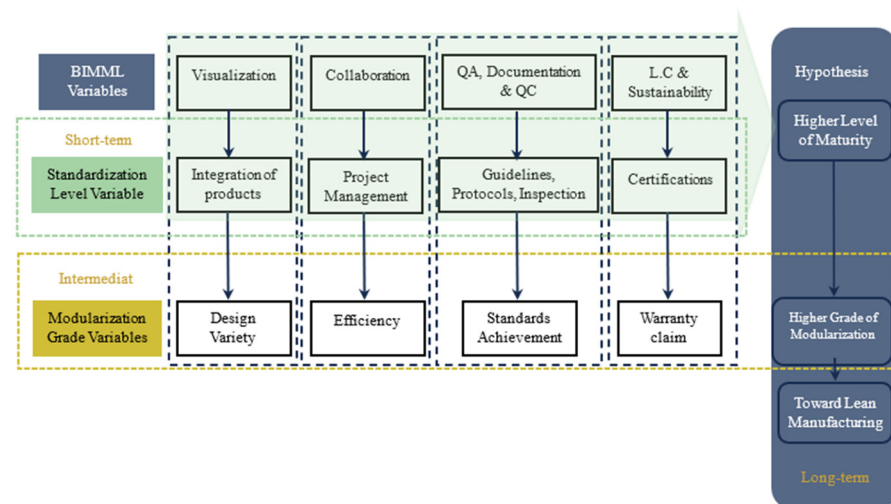 BIMML
Variables
Visualization
Collaboration
QA, Documentation
& QC
L.C &
Sustainability
Hypothesis
Higher Level
of Maturity
Short-term
Standardization
Level Variable
Integration of
products
Project
Management
Guidelines,
Protocols, Inspection
Certifications
Intermediat
Modularization
Grade Variables
Design
Variety
Efficiency
Standards
Achievement
Warranty
claim
Higher Grade of
Modularization
Toward Lean
Manufacturing
Long-term